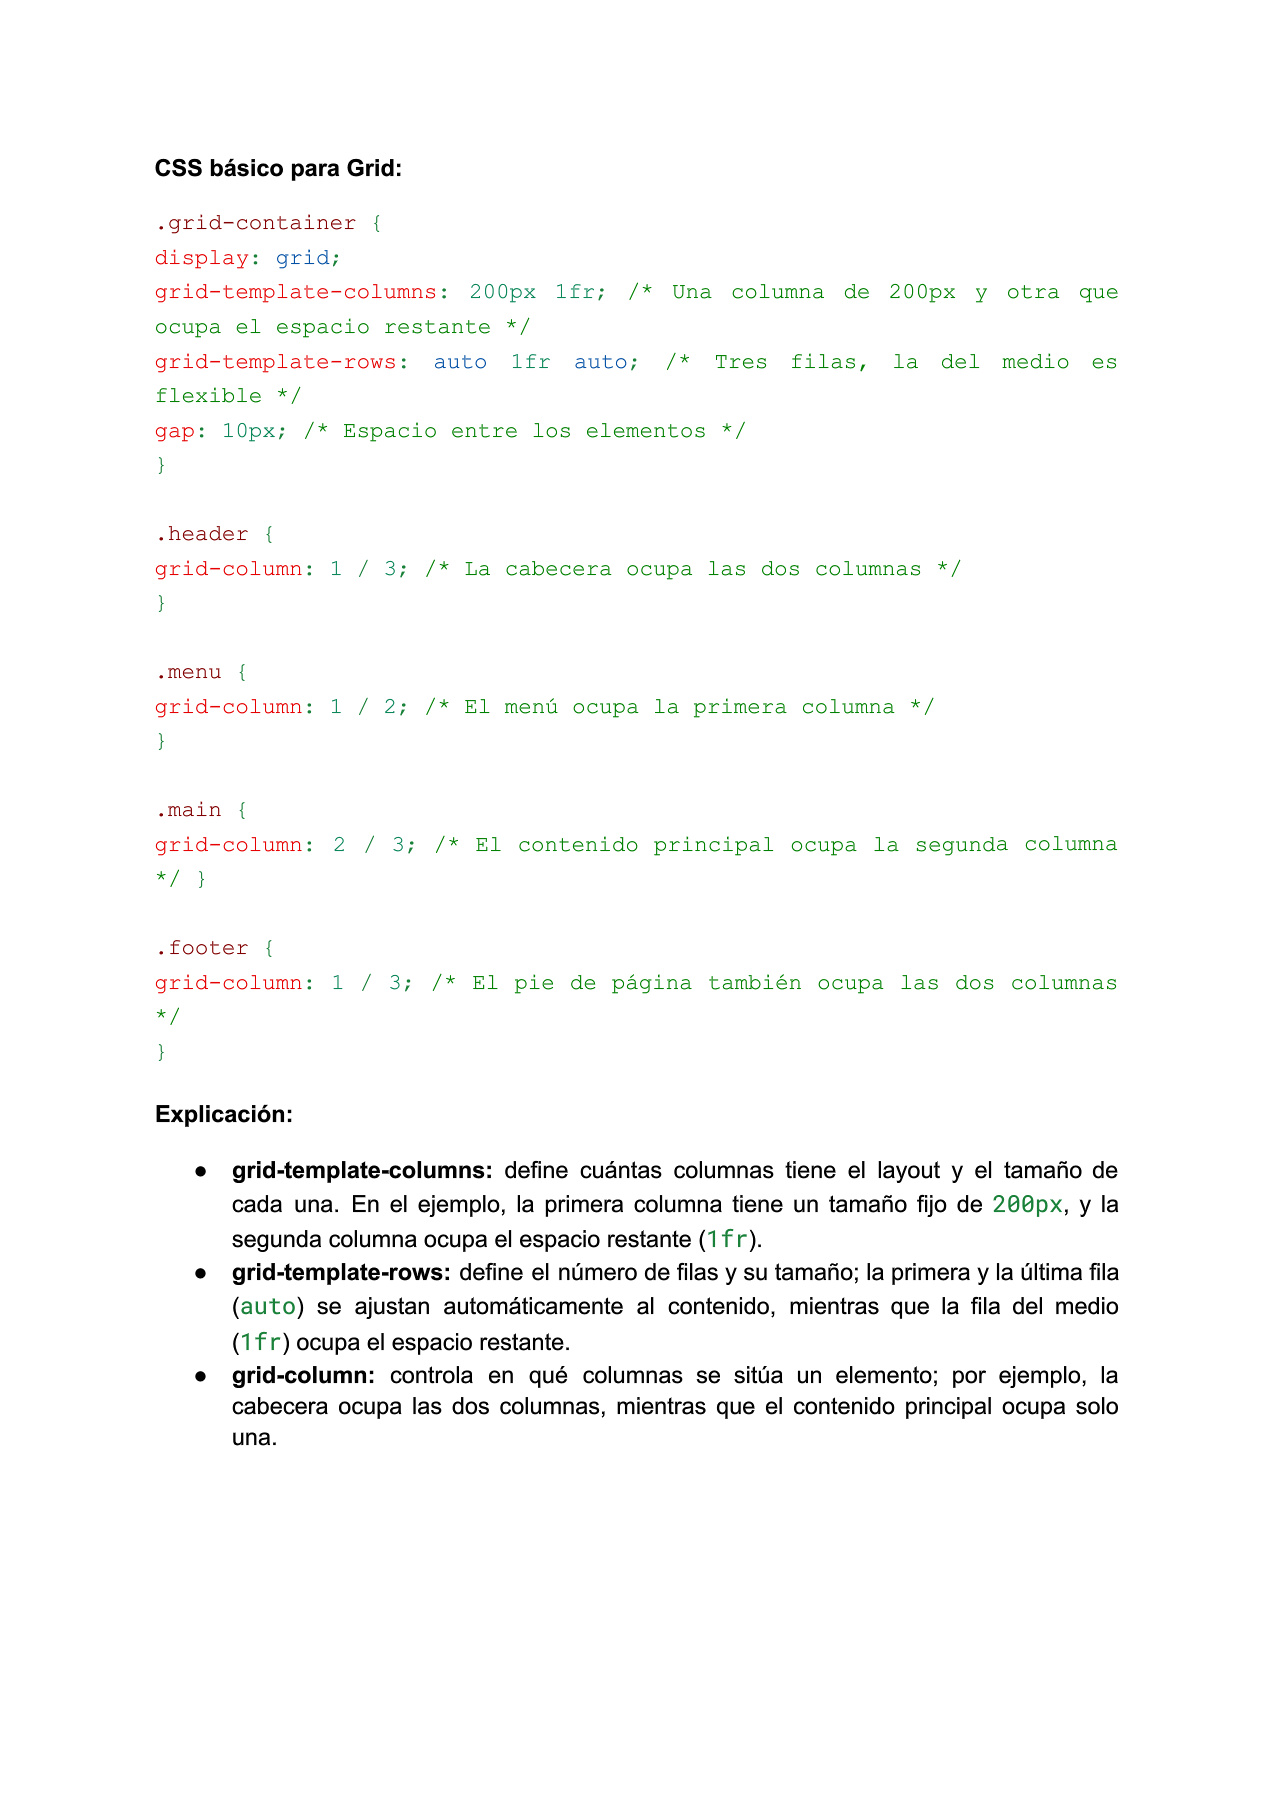 CSS básico para Grid:
.grid-container {
display: grid;
grid-template-columns: 200px 1fr; /* Una columna de 200px y otra que
ocupa el espacio restante */
grid-template-rows: auto 1fr auto; /* Tres filas, la del medio es
flexible */
gap: 10px; /* Espacio entre los elementos */
}
.header {
grid-column: 1 / 3; /* La cabecera ocupa las dos columnas */
}
.menu {
grid-column: 1 / 2; /* El menú ocupa la primera columna */
}
.main {
grid-column: 2 / 3; /* El contenido principal ocupa la segunda columna
*/ }
.footer {
grid-column: 1 / 3; /* El pie de página también ocupa las dos columnas
*/
}
Explicación:
● grid-template-columns: define cuántas columnas tiene el layout y el tamaño de
cada una. En el ejemplo, la primera columna tiene un tamaño fijo de 200px, y la
segunda columna ocupa el espacio restante (1fr).
● grid-template-rows: define el número de filas y su tamaño; la primera y la última fila
(auto) se ajustan automáticamente al contenido, mientras que la fila del medio
(1fr) ocupa el espacio restante.
● grid-column: controla en qué columnas se sitúa un elemento; por ejemplo, la
cabecera ocupa las dos columnas, mientras que el contenido principal ocupa solo
una.